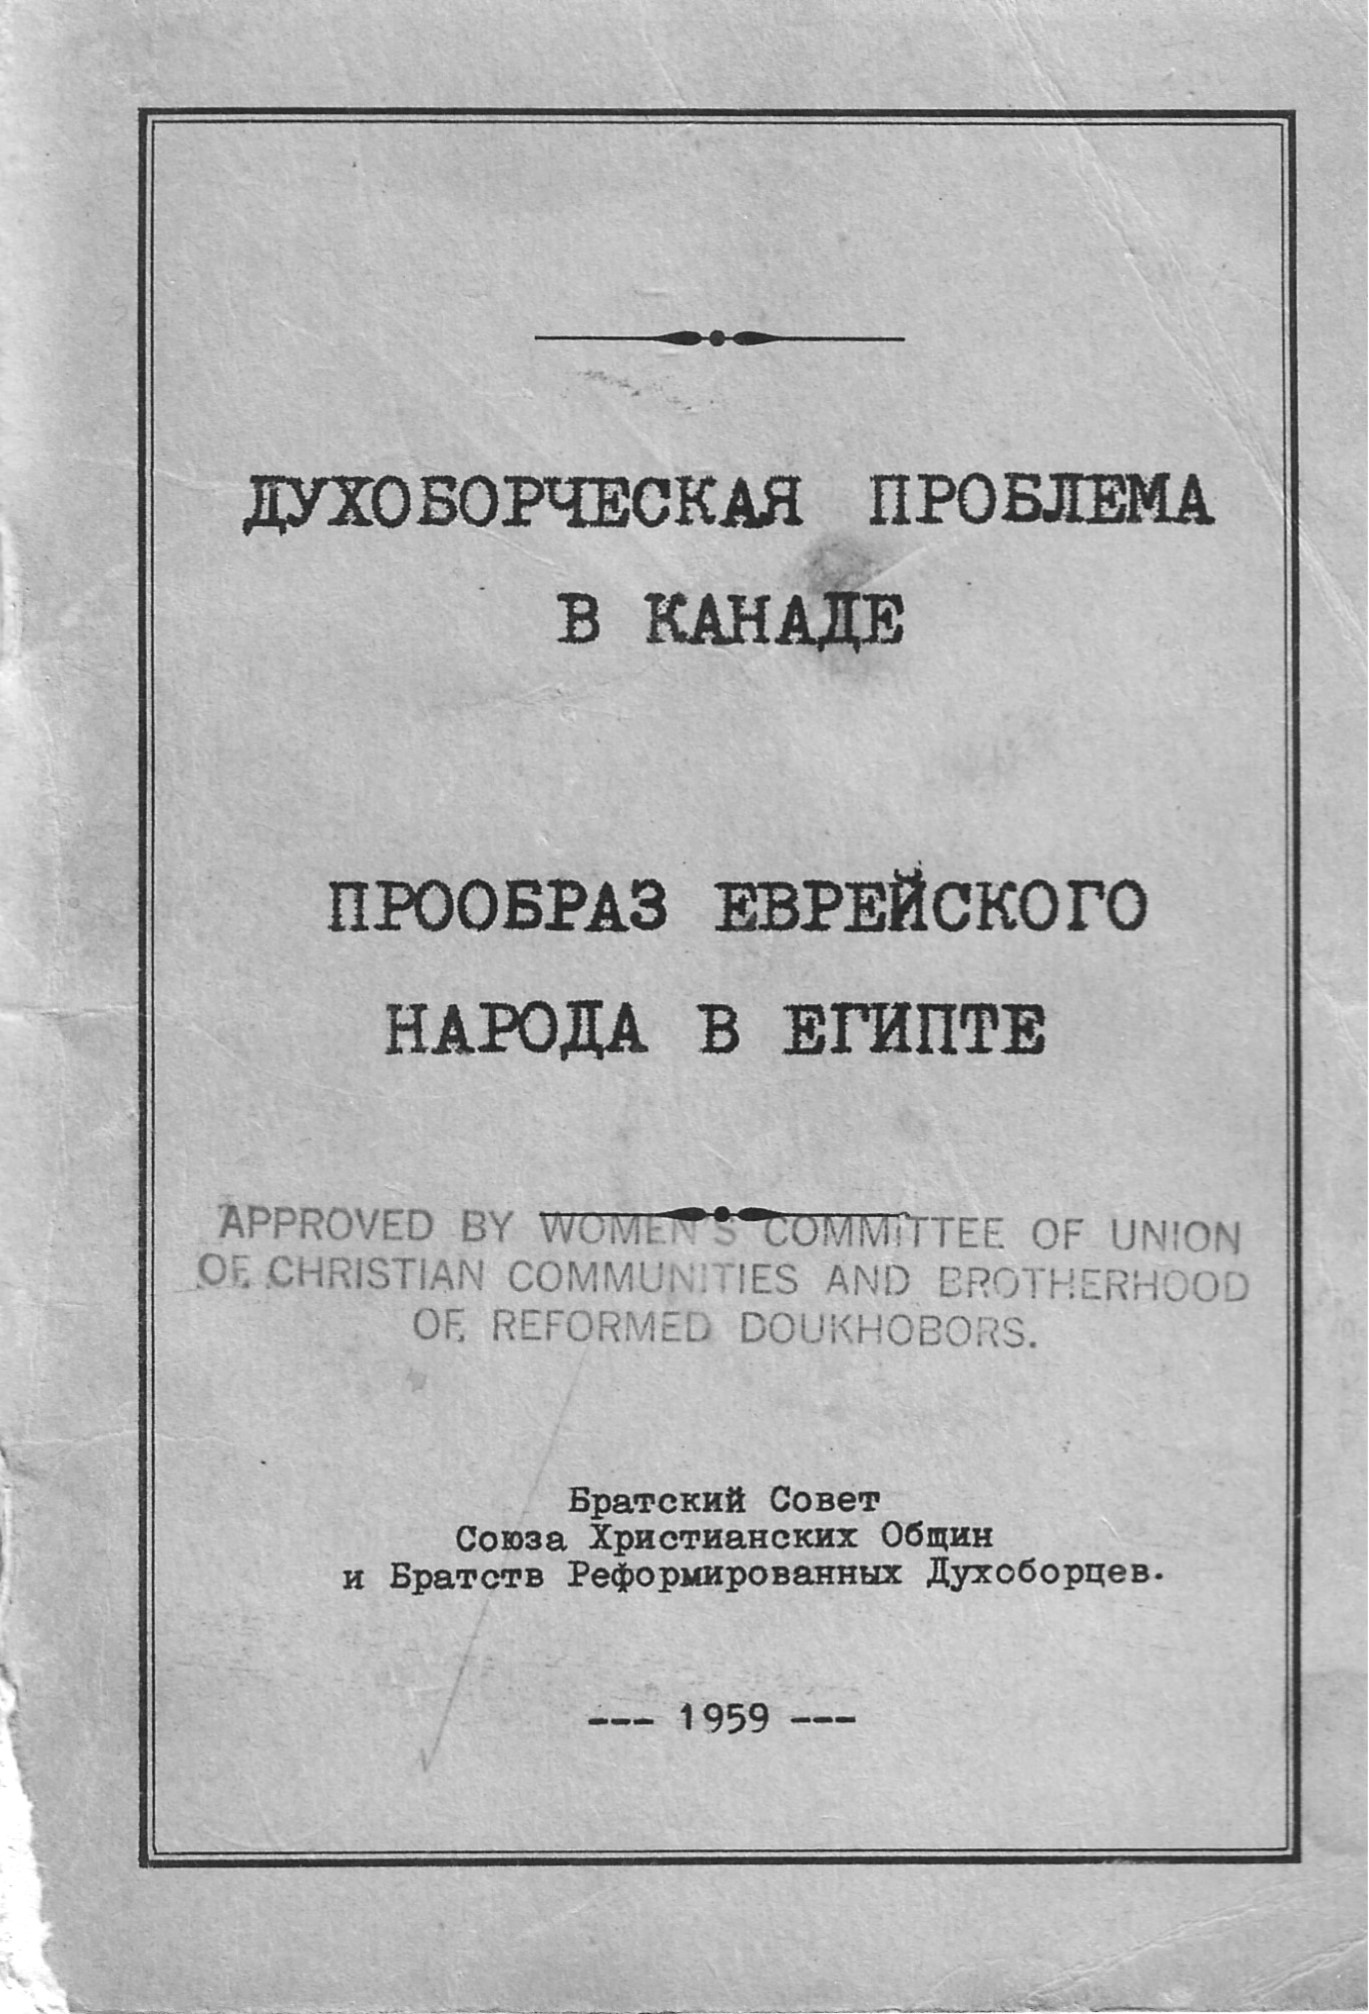 ДУХОБОРЧЕСКАЯ ПРОБЛЕМА
В КАНАДЕ
ПРООБРАЗ ЕВРЕЙСКОГО
НАРОДА В ЕГИПТЕ
APPROVED BY WOMEN'S COMMITTEE OF UNION
OF CHRISTIAN COMMUNITIES AND BROTHERHOOD
OF REFORMED DOUKHOBORS.
Братский Совет
Союза Христианских Общин
и Братств Реформированных Духоборцев.
--- 1959 ---